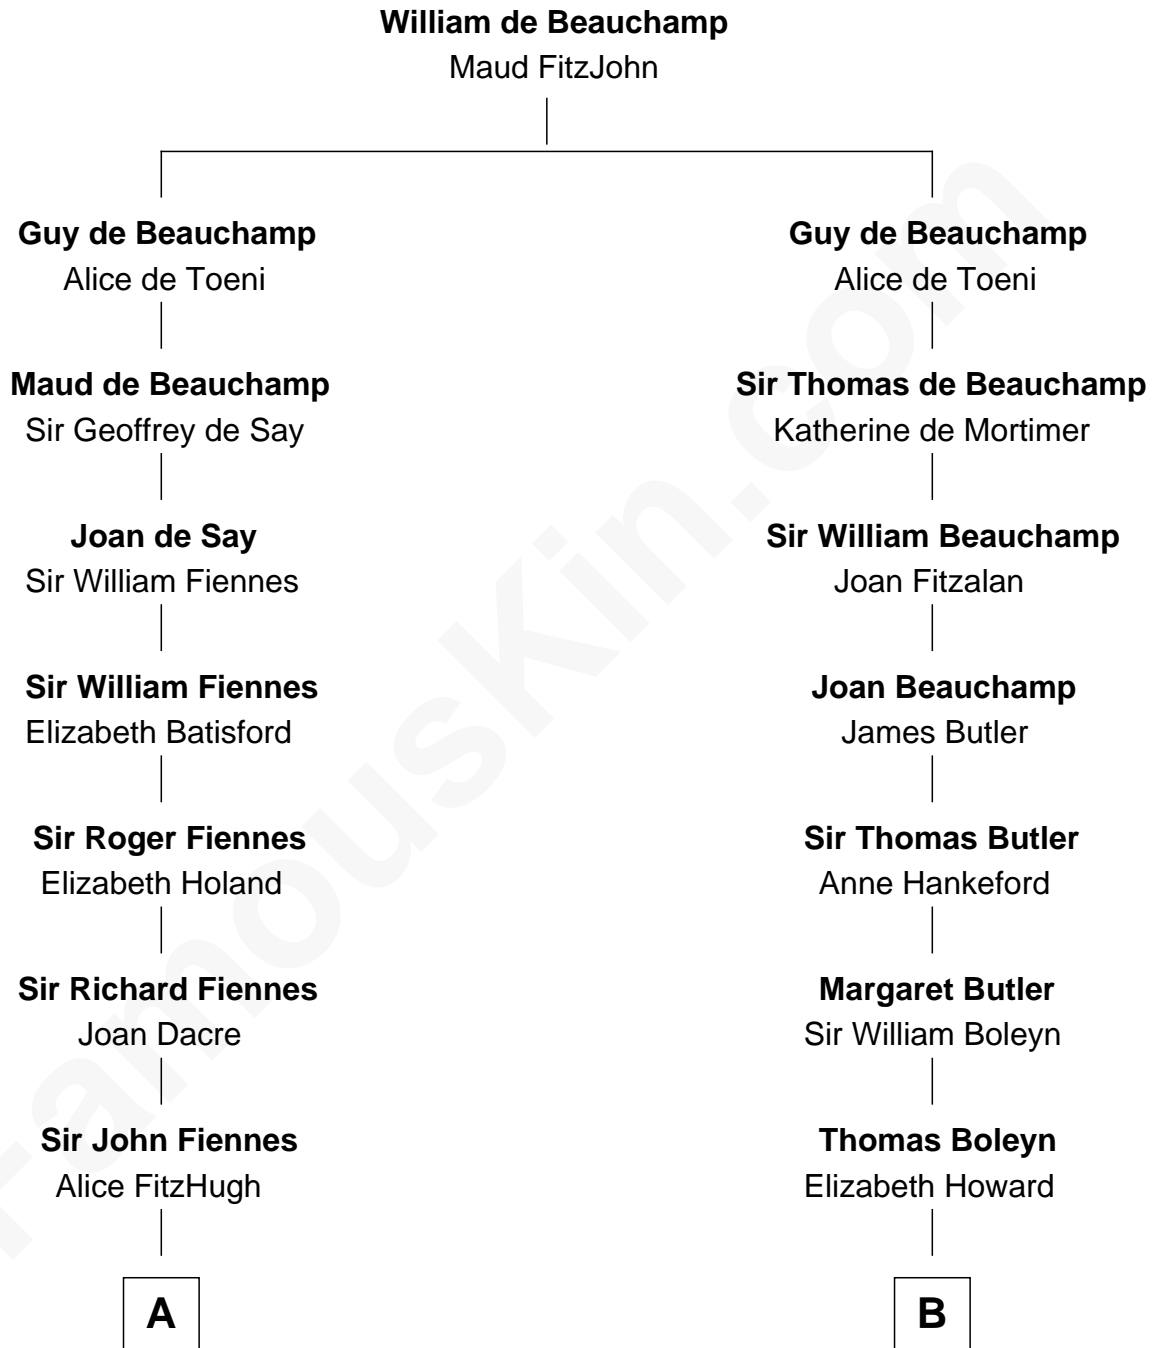 William de Beauchamp
Maud FitzJohn
Guy de Beauchamp
Alice de Toeni
Guy de Beauchamp
Alice de Toeni
Maud de Beauchamp
Sir Geoffrey de Say
Sir Thomas de Beauchamp
Katherine de Mortimer
Joan de Say
Sir William Fiennes
Sir William Beauchamp
Joan Fitzalan
Sir William Fiennes
Elizabeth Batisford
Joan Beauchamp
James Butler
Sir Roger Fiennes
Elizabeth Holand
Sir Thomas Butler
Anne Hankeford
Sir Richard Fiennes
Joan Dacre
Margaret Butler
Sir William Boleyn
Sir John Fiennes
Alice FitzHugh
Thomas Boleyn
Elizabeth Howard
A
B
FamousKin.com